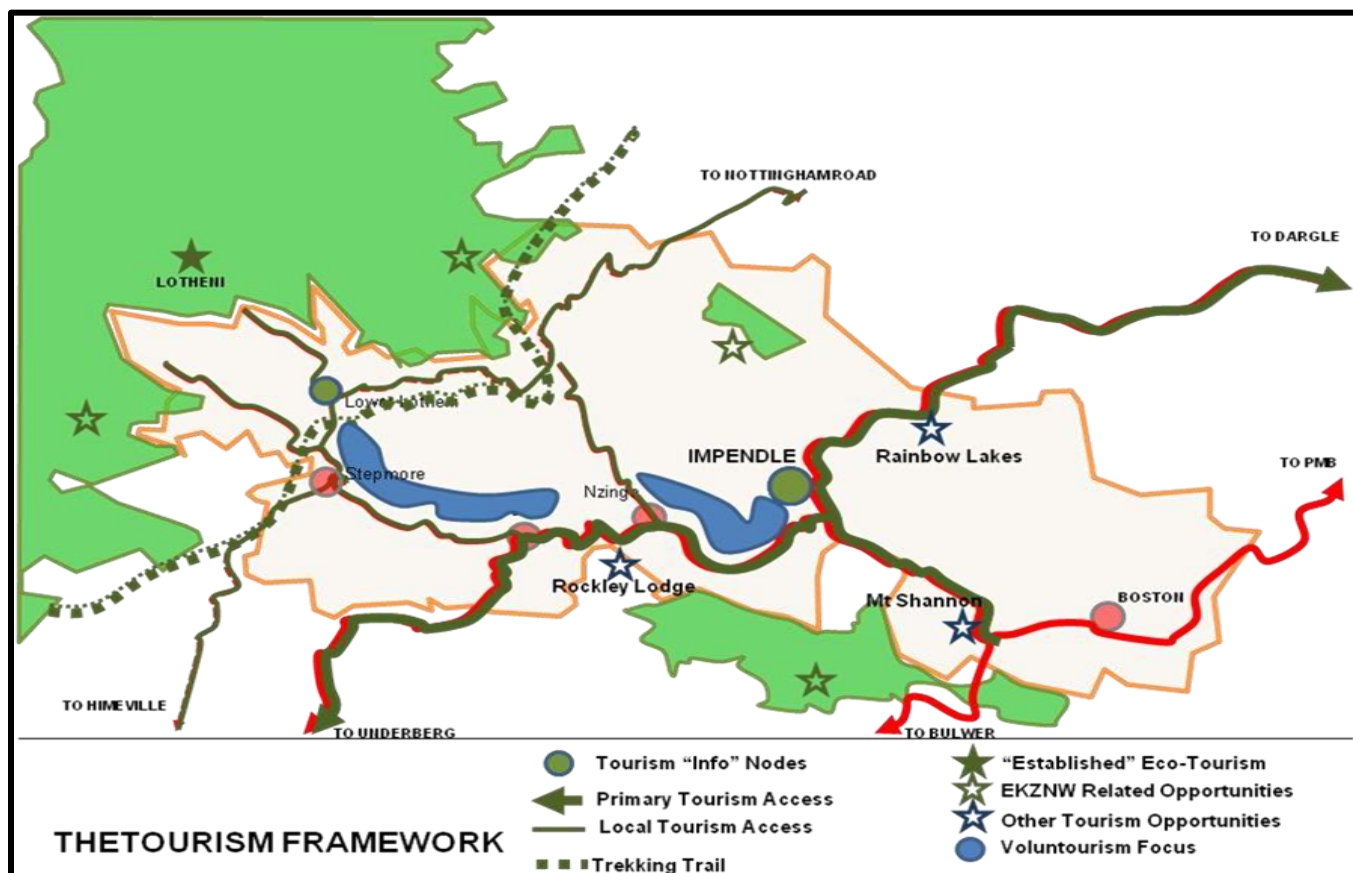 TO NOTTINGHAMROAD
TO DARGLE
LOTHENI
Lower Lotheni
Stepmore
IMPENDLE
Rainbow Lakes
TO PMB
Nzinga
Rockley Lodge
Mt Shannon
BOSTON
TO HIMEVILLE
TO UNDERBERG
TO BULWER
THETOURISM FRAMEWORK
Tourism “Info” Nodes
Primary Tourism Access
Local Tourism Access
Trekking Trail
“Established” Eco-Tourism
EKZNW Related Opportunities
Other Tourism Opportunities
Voluntourism Focus